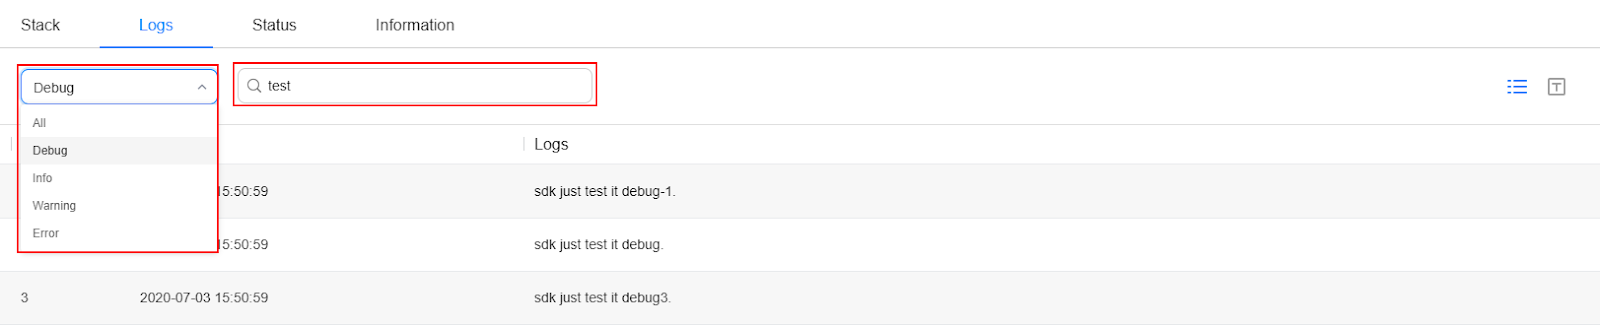 Stack Logs Status Information
Debug test
All
Debug Logs
Info
15:50:59 sdk just test it debug-1.
Warning
Error 15:50:59 sdk just test it debug.
3 2020-07-03 15:50:59 sdk just test it debug3.